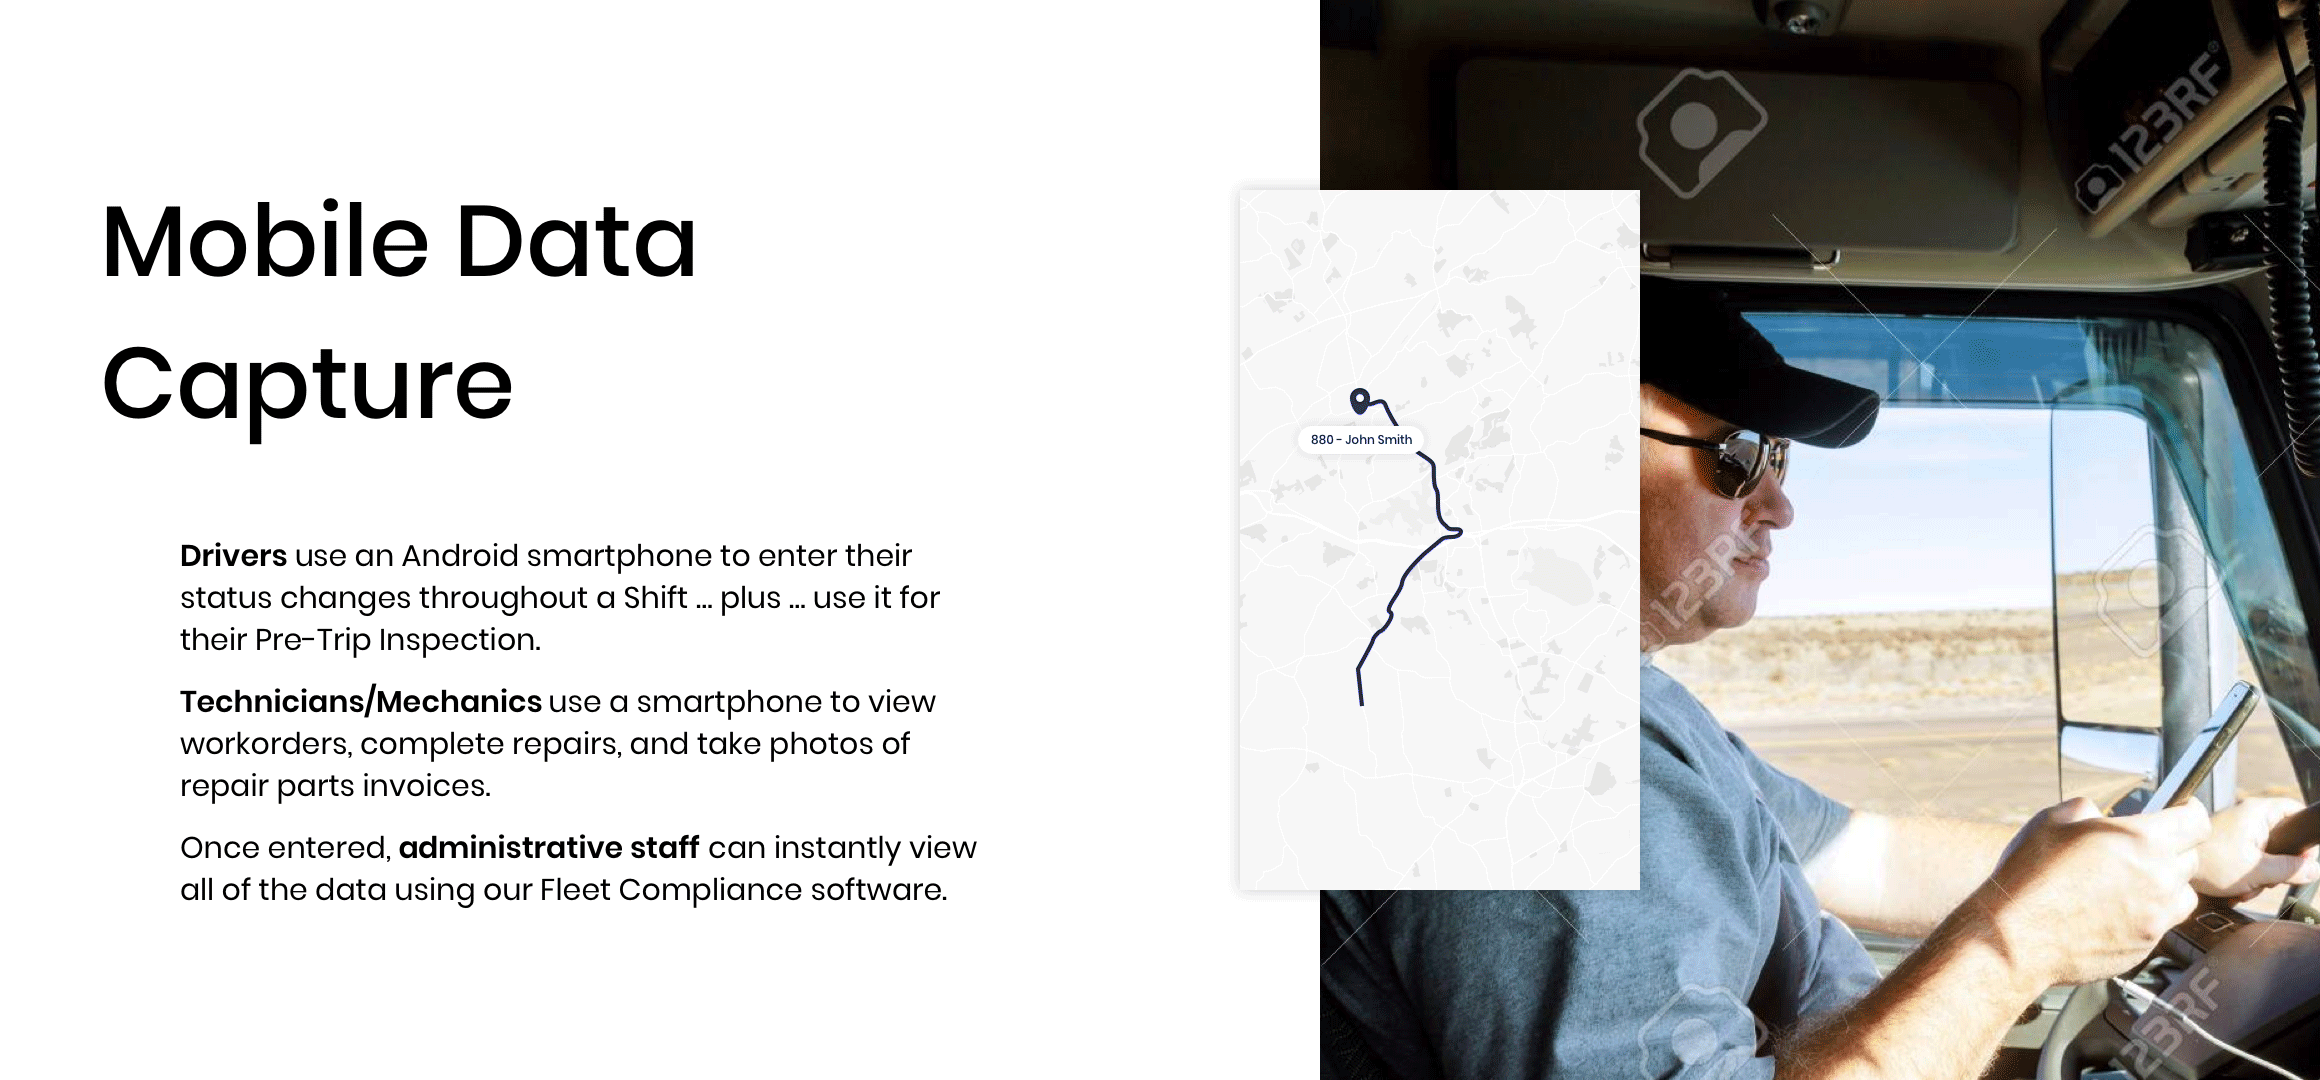 Mobile Data
Capture
Drivers use an Android smartphone to enter their
status changes throughout a Shift ... plus ... use it for
their Pre-Trip Inspection.
Technicians/Mechanics use a smartphone to view
workorders, complete repairs, and take photos of
repair parts invoices.
Once entered, administrative staff can instantly view
all of the data using our Fleet Compliance software.
880 - John Smith
123RF®
123RF
123RF